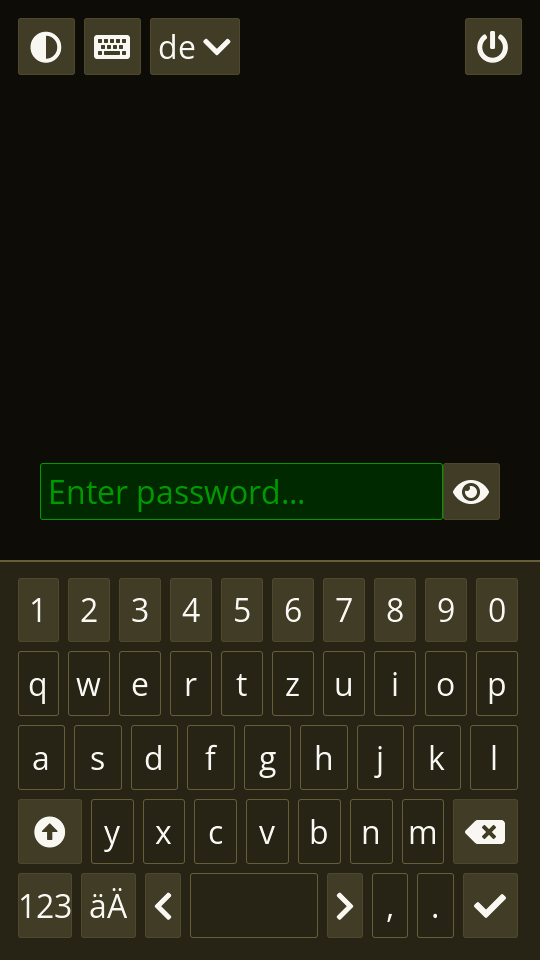 de
Enter password...
1 2 3 4 5 6 7 8 9 0
q w e r t z u i o p
a s d f g h j k l
y x c v b n m
123 äÄ , .